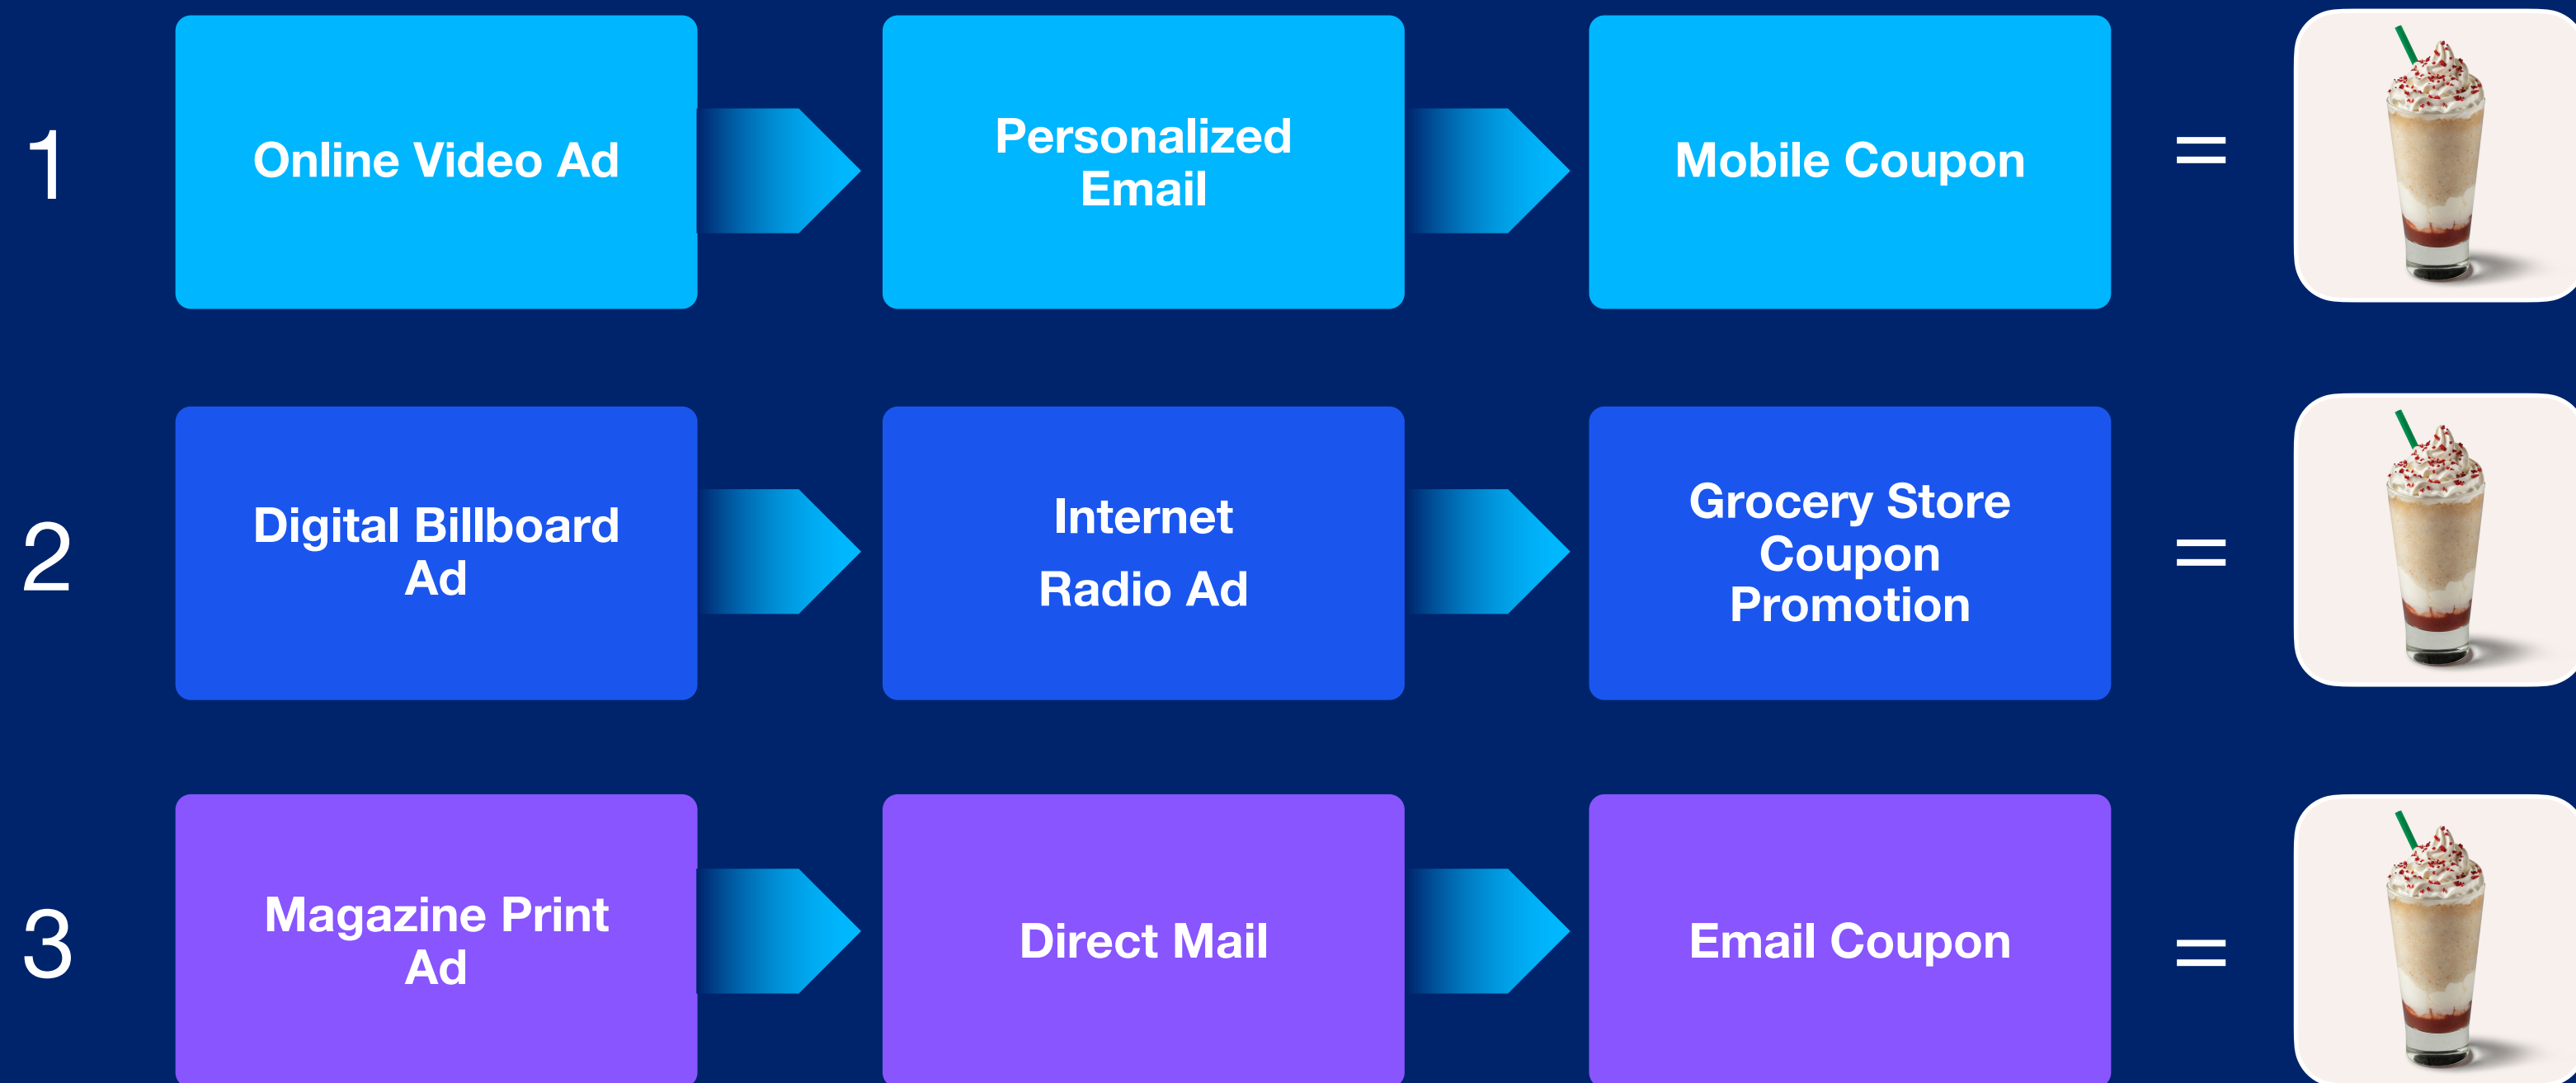 1
Online Video Ad
Personalized
Email
Mobile Coupon
=
2
Digital Billboard
Ad
Internet
Radio Ad
Grocery Store
Coupon
Promotion
=
3
Magazine Print
Ad
Direct Mail
Email Coupon
=